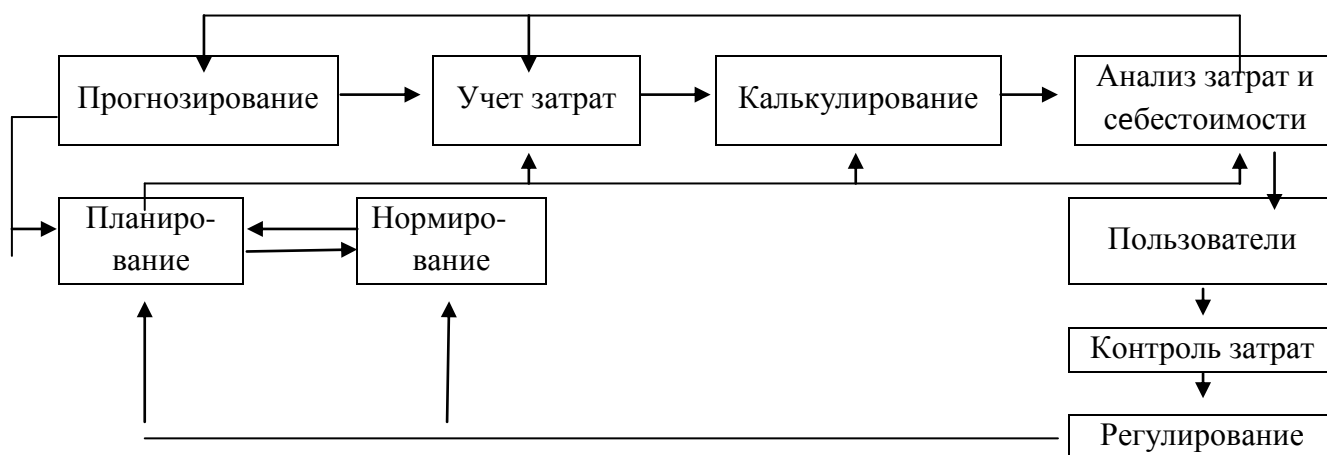 Прогнозирование
Учет затрат
Калькулирование
Анализ затрат и
себестоимости
Планиро-
вание
Нормиро-
вание
Пользователи
Контроль затрат
Регулирование